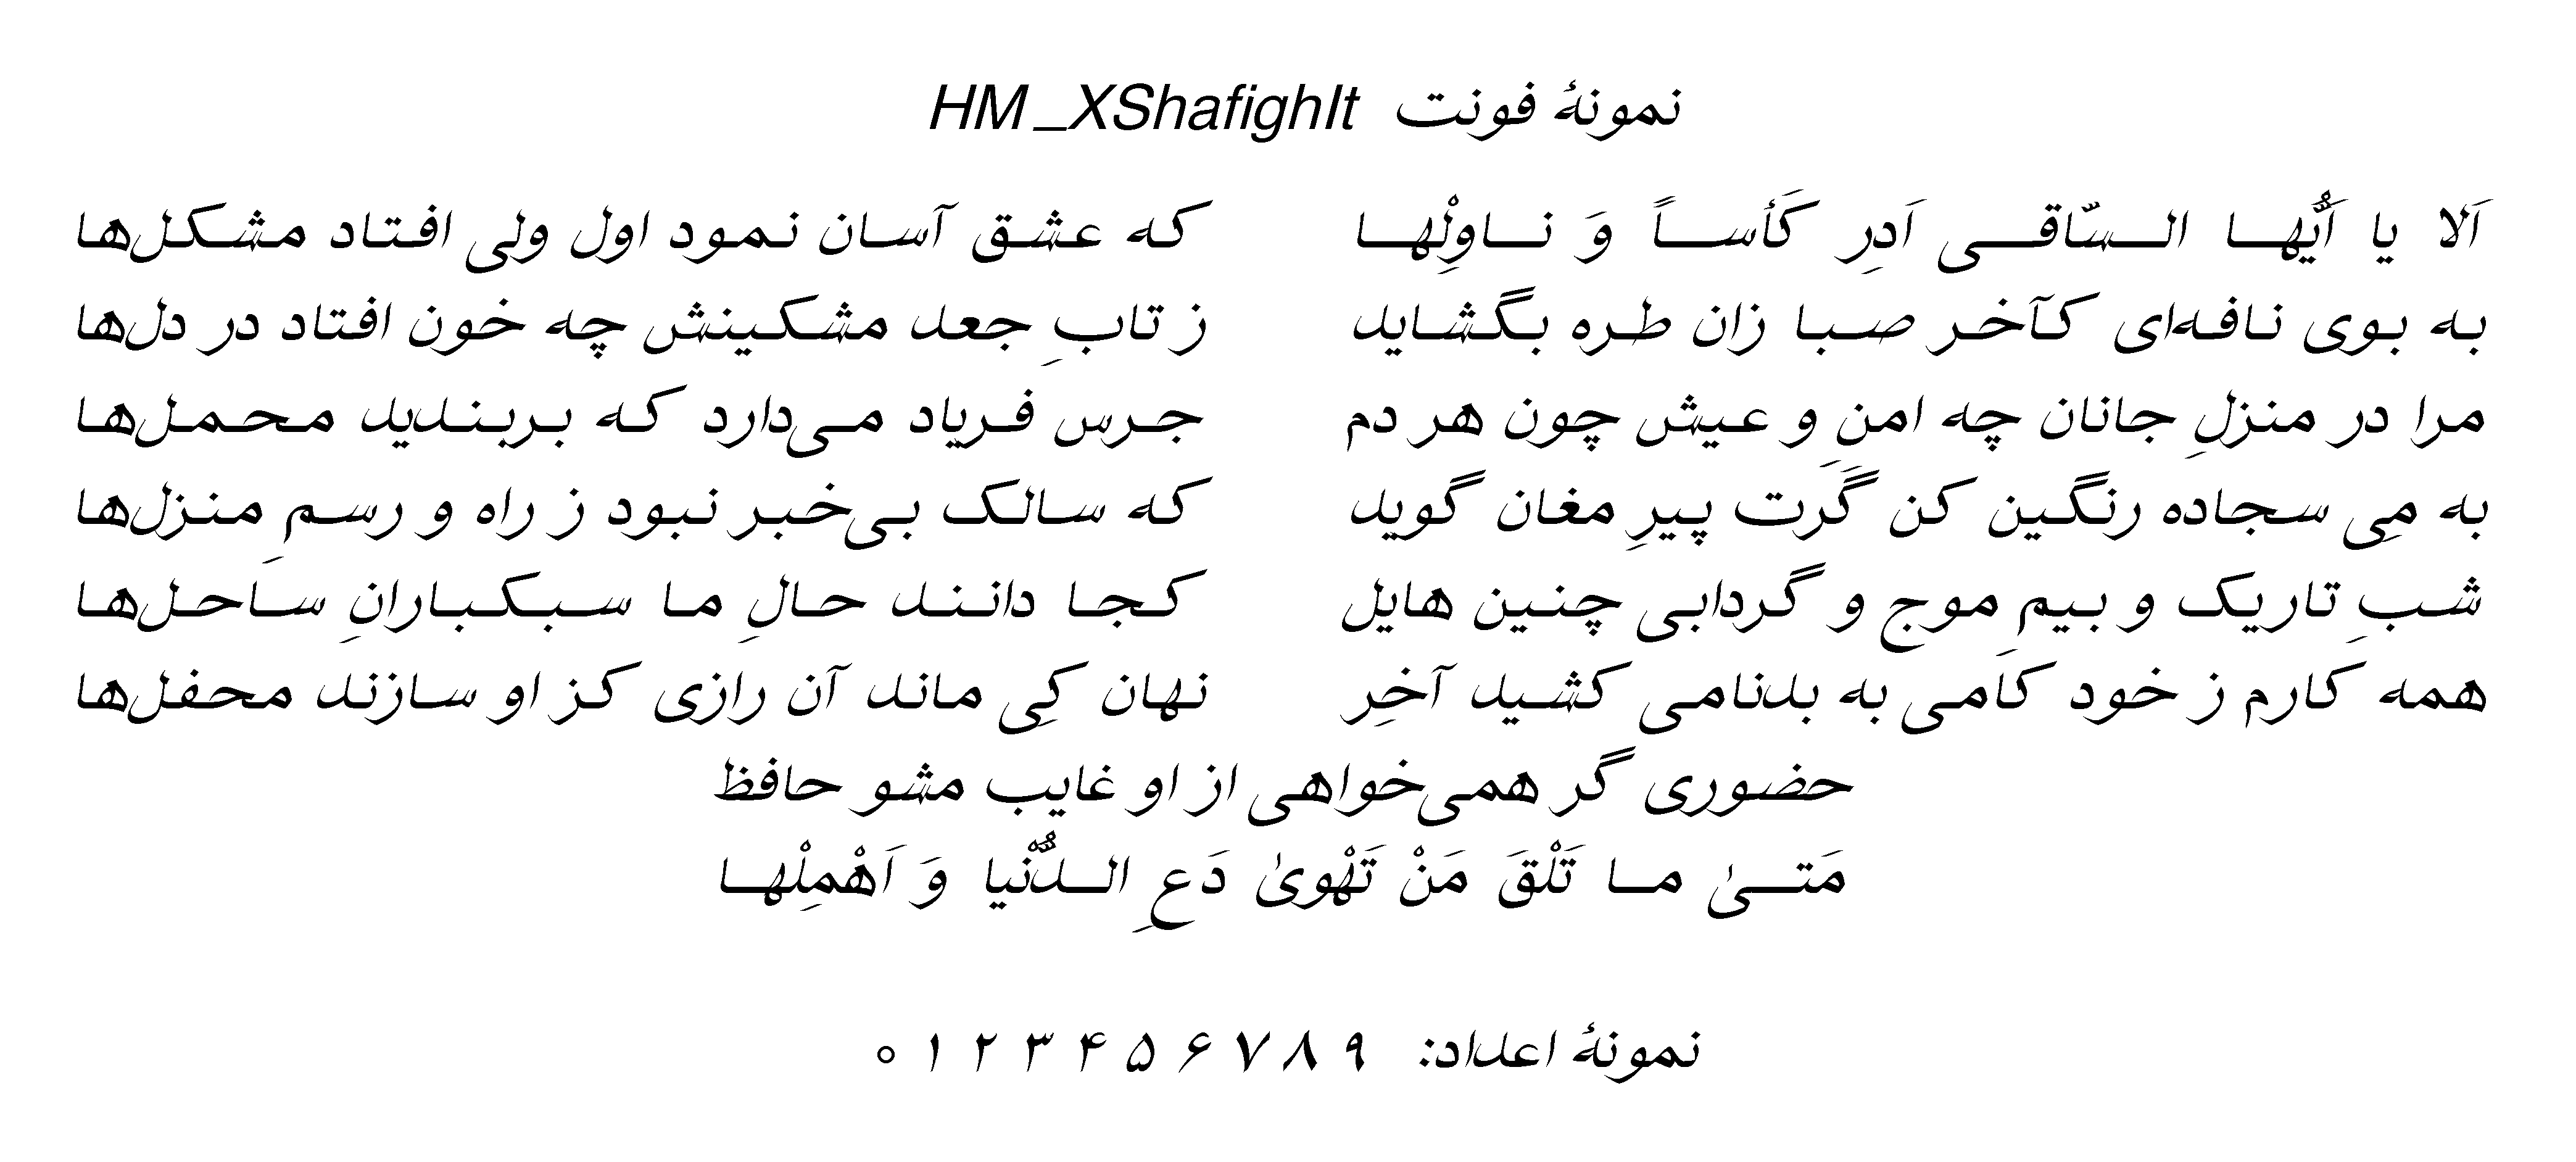 نمونهٔ فونت HM_XShafighIt
اَلا یا اَیُّها السّاقی اَدِر کَأساً وَ ناوِلْها که عشق آسان نمود اول ولی افتاد مشکل‌ها
به بوی نافه‌ای کآخر صبا زان طره بگشاید ز تابِ جعد مشکینش چه خون افتاد در دل‌ها
مرا در منزلِ جانان چه امنِ و عیش چون هر دم جرس فریاد می‌دارد که بربندید محمل‌ها
به مِی سجاده رنگین کن گَرت پیرِ مغان گوید که سالک بی‌خبر نبود ز راه و رسمِ منزل‌ها
شبِ تاریک و بیمِ موج و گردابی چنین هایل کجا دانند حالِ ما سبکبارانِ ساحل‌ها
همه کارم ز خود کامی به بدنامی کشید آخِر نهان کِی ماند آن رازی کز او سازند محفل‌ها
حضوری گر همی‌خواهی از او غایب مشو حافظ
مَتیٰ ما تَلْقَ مَنْ تَهْویٰ دَعِ الدُّنْیا وَ اَهْمِلْها
نمونهٔ اعداد: ۹ ۸ ۷ ۶ ۵ ۴ ۳ ۲ ۱ ۰